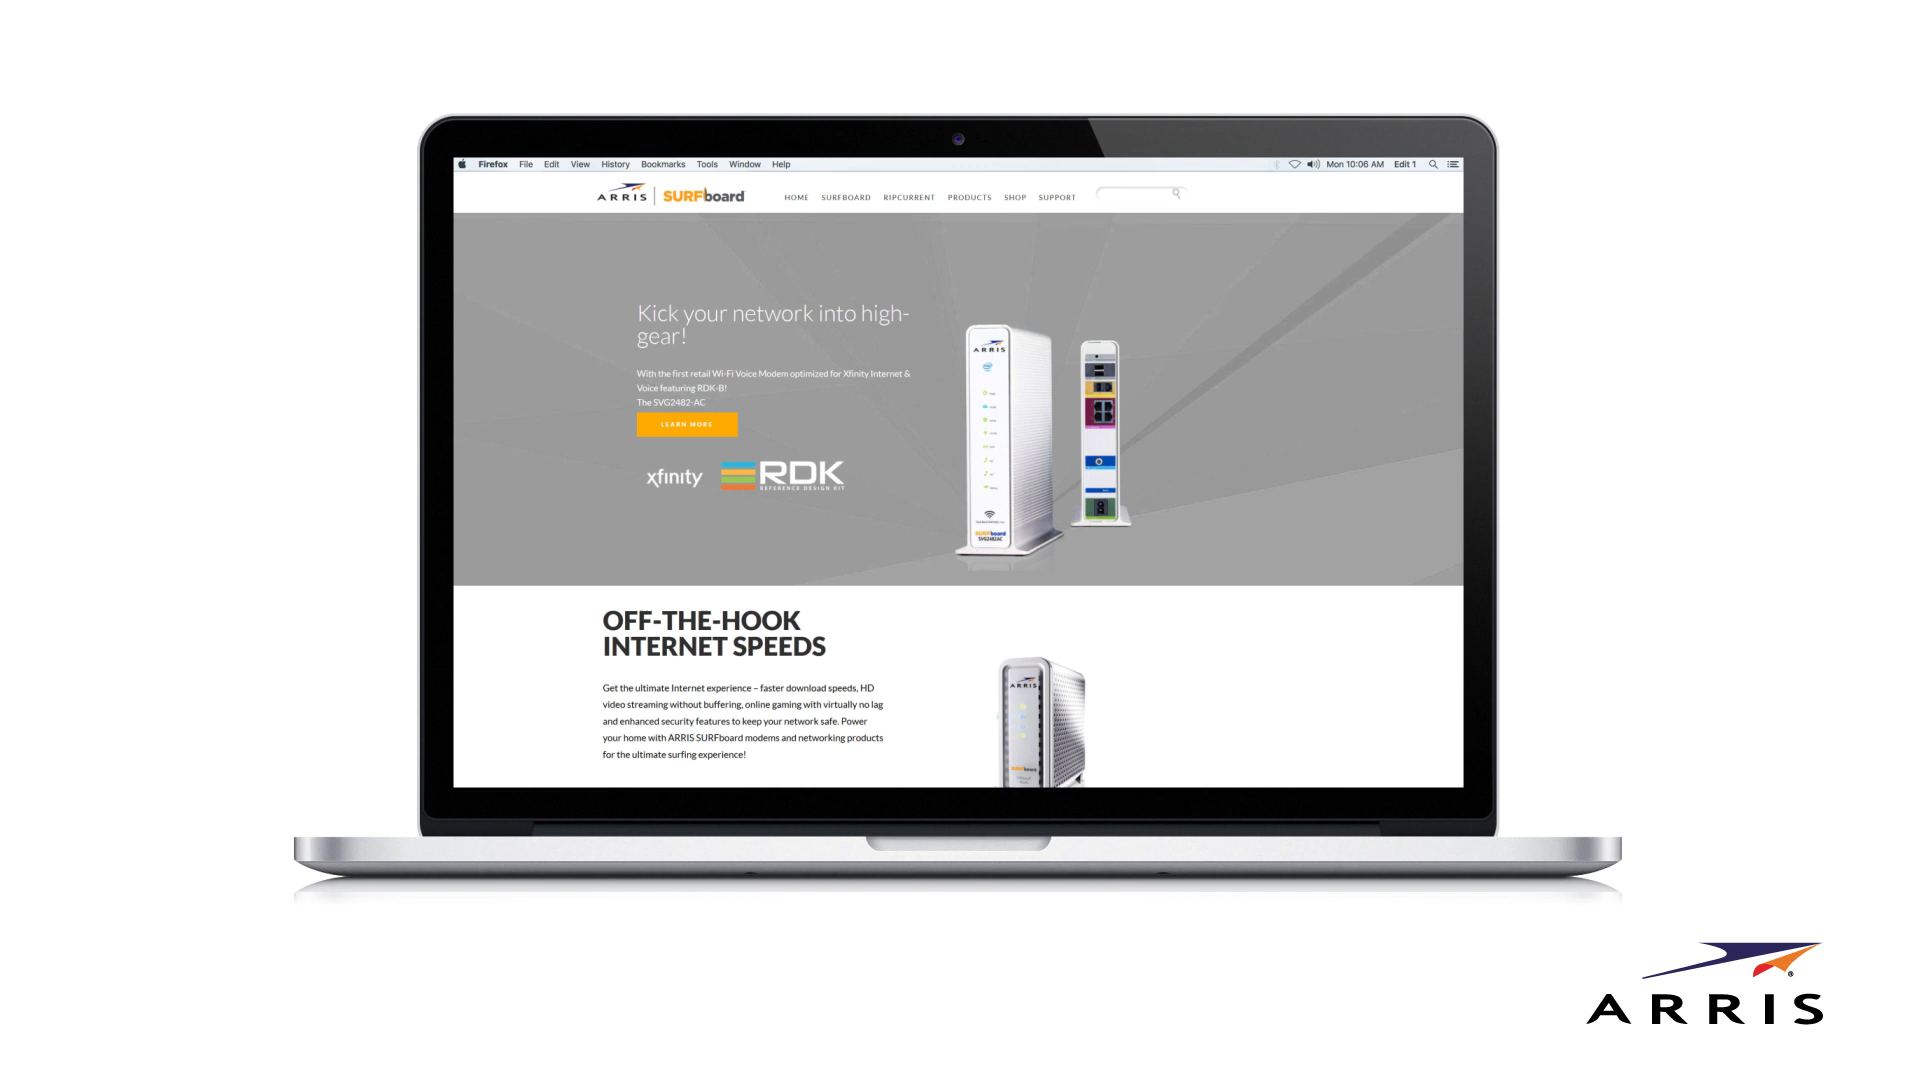 Firefox File Edit View History Bookmarks Tools Window Help Mon 10:06 AM Edit 1
ARRIS SURFboard HOME SURFBOARD RIPCURRENT PRODUCTS SHOP SUPPORT
Kick your network into high-
gear!
With the first retail Wi-Fi Voice Modem optimized for Xfinity Internet &
Voice featuring RDK-B!
The SVG2482-AC
LEARN MORE
xfinity RDK
REFERENCE DESIGN KIT
ARRIS
SURFboard
SVG2482AC
OFF-THE-HOOK
INTERNET SPEEDS
Get the ultimate Internet experience – faster download speeds, HD
video streaming without buffering, online gaming with virtually no lag
and enhanced security features to keep your network safe. Power
your home with ARRIS SURFboard modems and networking products
for the ultimate surfing experience!
ARRIS
SURFboard
ARRIS®